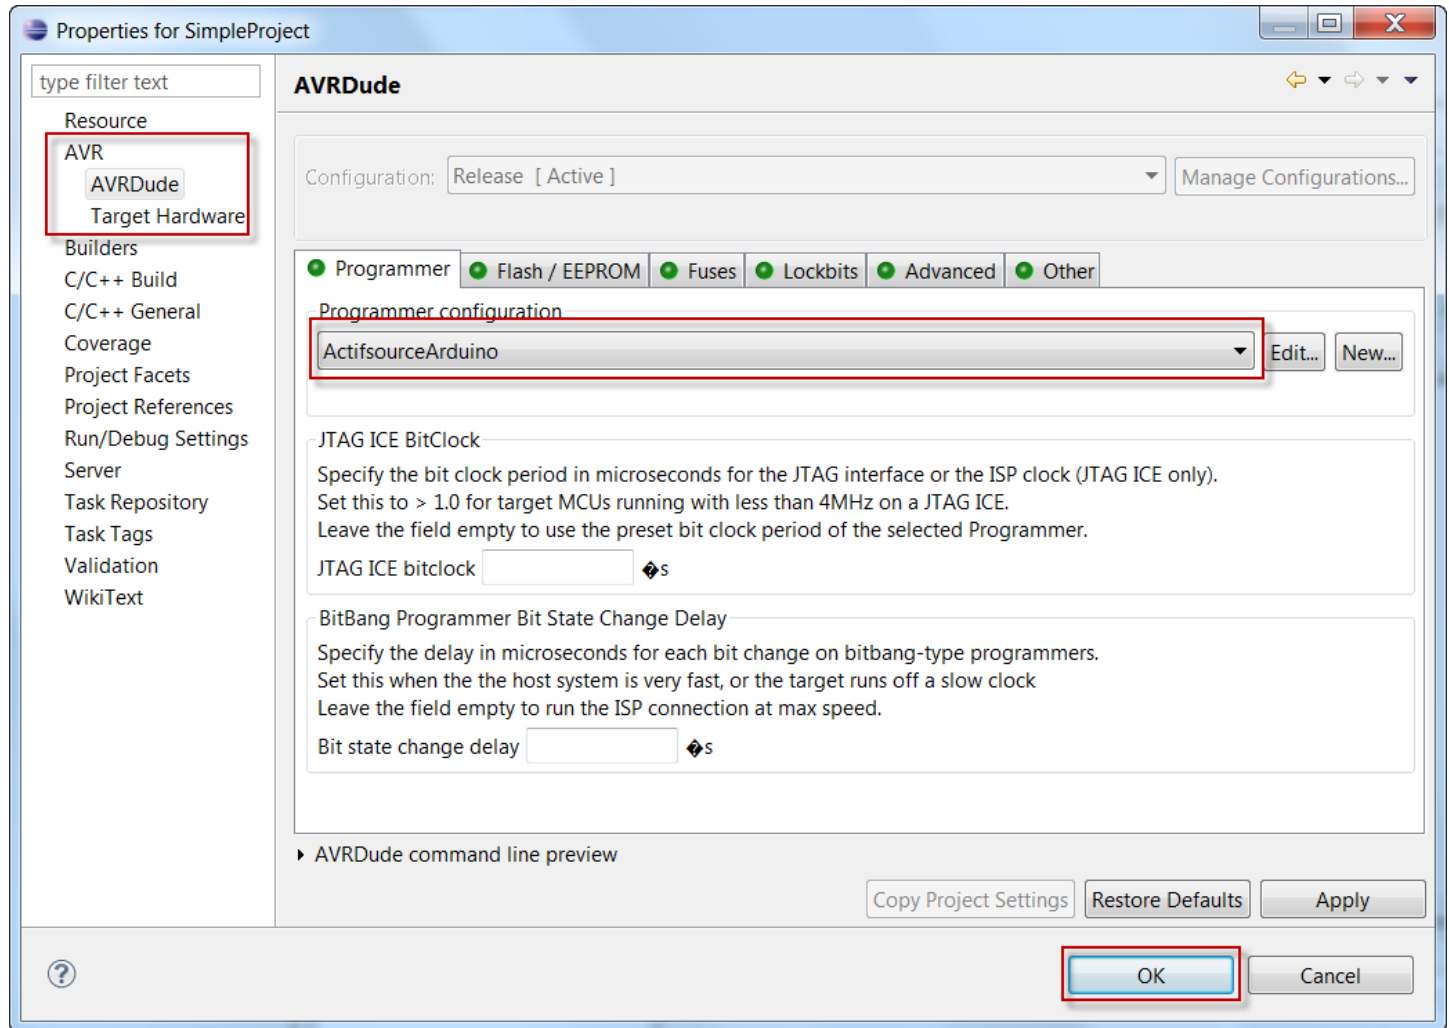 Properties for SimpleProject
type filter text
Resource
AVR
AVRDude
Target Hardware
Builders
C/C++ Build
C/C++ General
Coverage
Project Facets
Project References
Run/Debug Settings
Server
Task Repository
Task Tags
Validation
WikiText
AVRDude
Configuration: Release [ Active ] Manage Configurations...
Programmer Flash / EEPROM Fuses Lockbits Advanced Other
Programmer configuration
ActifsourceArduino Edit... New...
JTAG ICE BitClock
Specify the bit clock period in microseconds for the JTAG interface or the ISP clock (JTAG ICE only).
Set this to > 1.0 for target MCUs running with less than 4MHz on a JTAG ICE.
Leave the field empty to use the preset bit clock period of the selected Programmer.
JTAG ICE bitclock �s
BitBang Programmer Bit State Change Delay
Specify the delay in microseconds for each bit change on bitbang-type programmers.
Set this when the the host system is very fast, or the target runs off a slow clock
Leave the field empty to run the ISP connection at max speed.
Bit state change delay �s
AVRDude command line preview
Copy Project Settings Restore Defaults Apply
OK Cancel